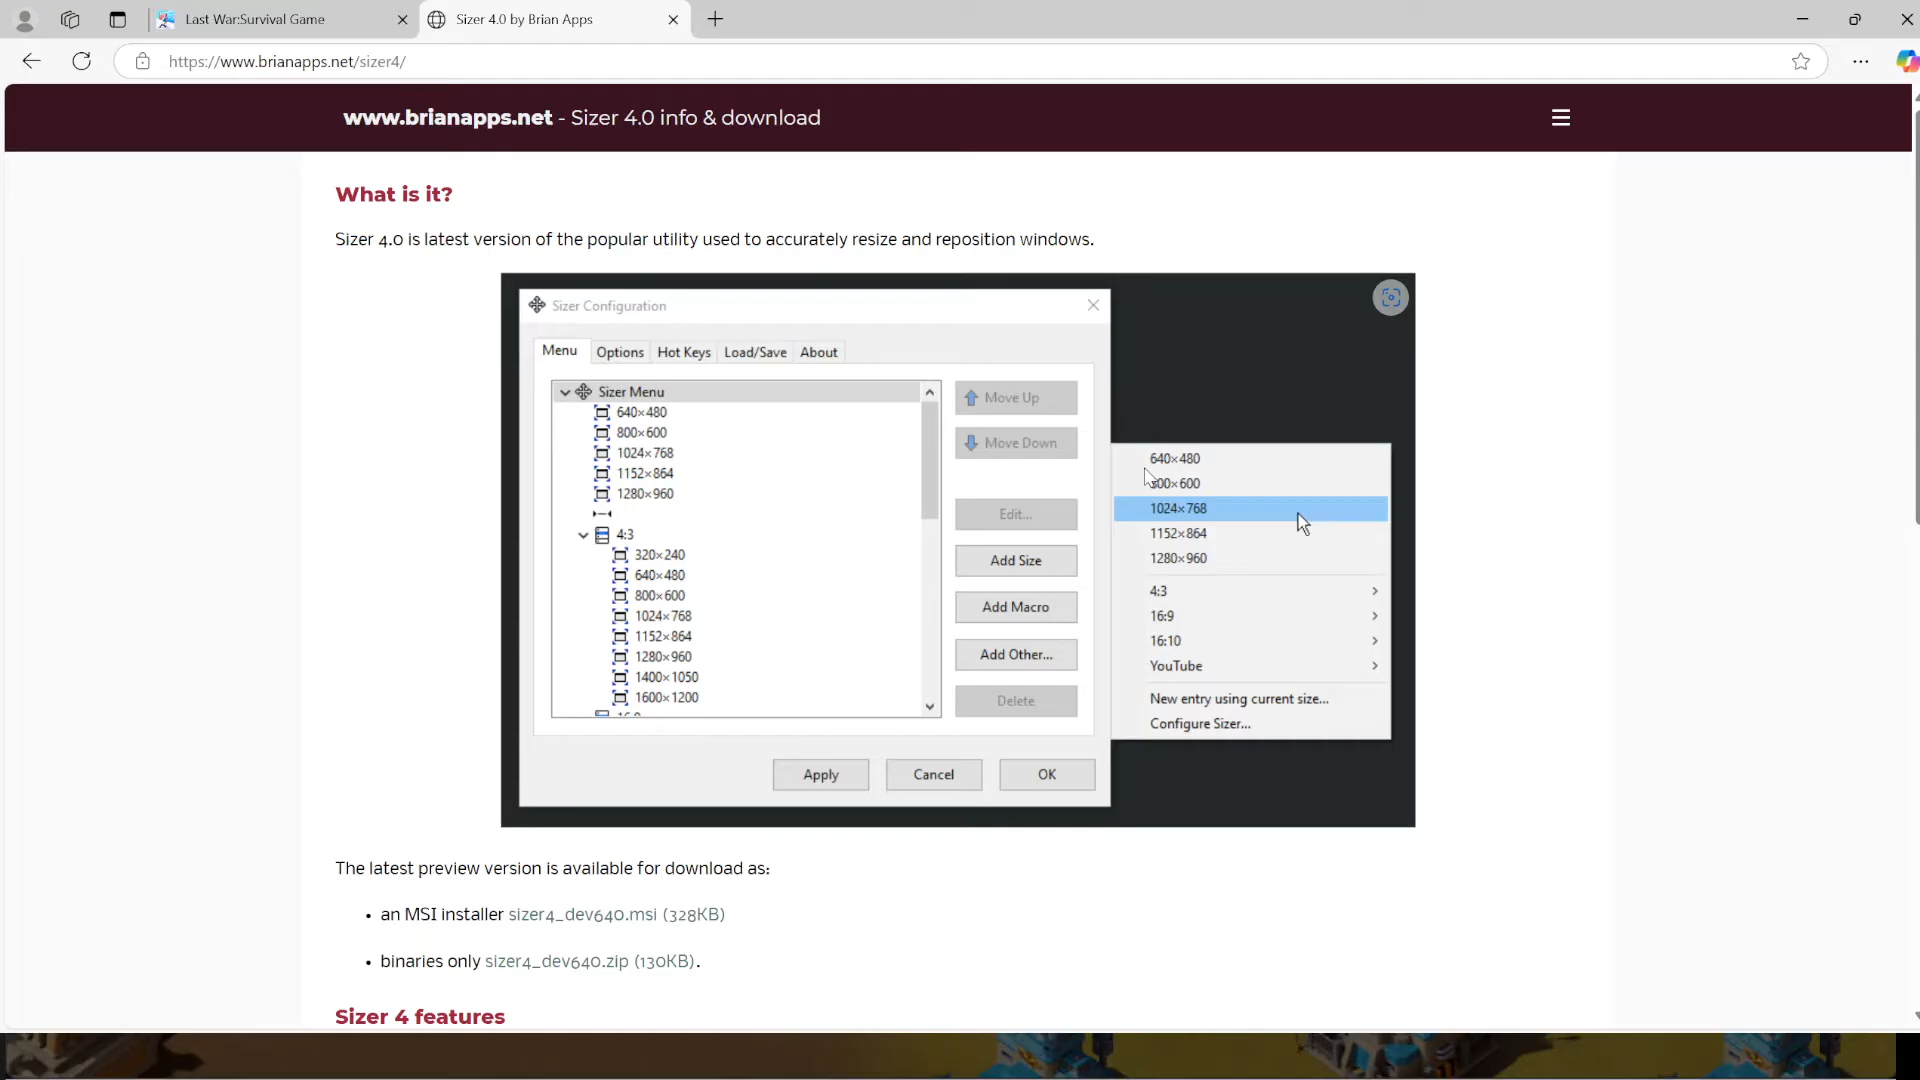 Last War:Survival Game
Sizer 4.0 by Brian Apps
https://www.brianapps.net/sizer4/
www.brianapps.net - Sizer 4.0 info & download
What is it?
Sizer 4.0 is latest version of the popular utility used to accurately resize and reposition windows.
Sizer Configuration
Menu Options Hot Keys Load/Save About
Sizer Menu
640×480
800×600
1024×768
1152×864
1280×960
4:3
320×240
640×480
800×600
1024×768
1152×864
1280×960
1400×1050
1600×1200
Move Up
Move Down
Edit...
Add Size
Add Macro
Add Other...
Delete
Apply Cancel OK
640×480
800×600
1024×768
1152×864
1280×960
4:3
16:9
16:10
YouTube
New entry using current size...
Configure Sizer...
The latest preview version is available for download as:
• an MSI installer sizer4_dev640.msi (328KB)
• binaries only sizer4_dev640.zip (130KB).
Sizer 4 features